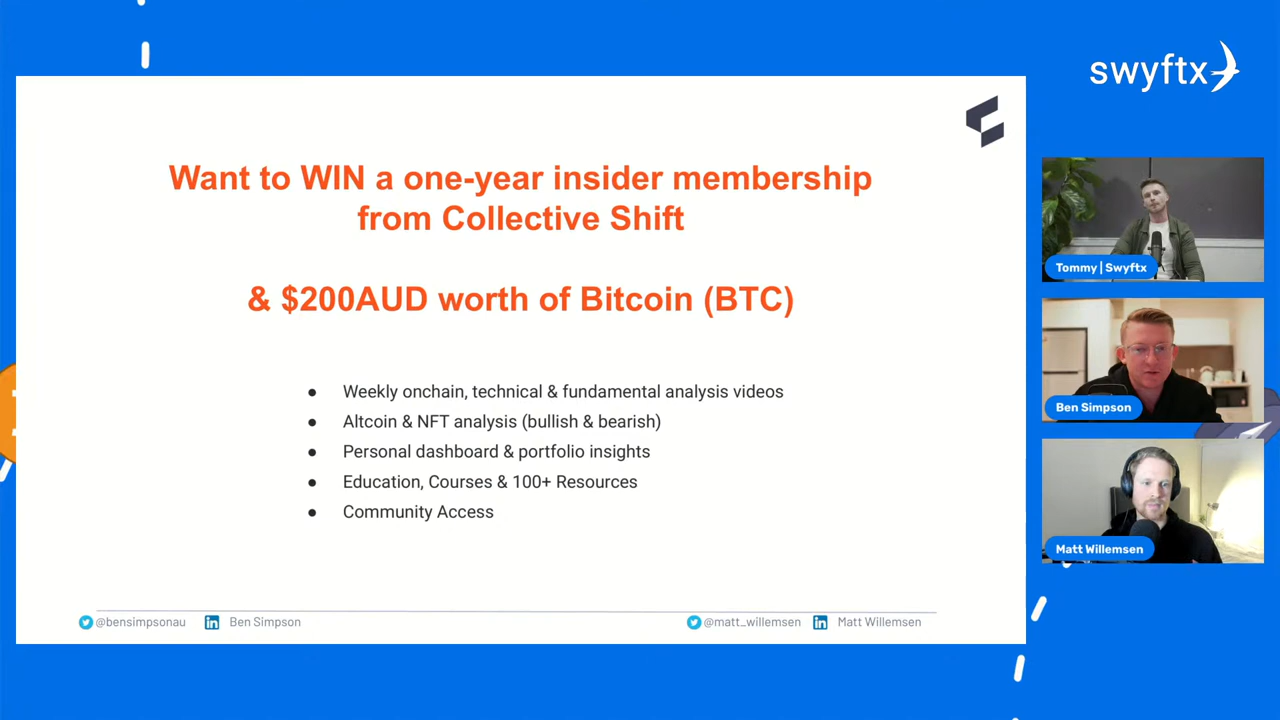 swyftx
Want to WIN a one-year insider membership
from Collective Shift
& $200AUD worth of Bitcoin (BTC)
● Weekly onchain, technical & fundamental analysis videos
● Altcoin & NFT analysis (bullish & bearish)
● Personal dashboard & portfolio insights
● Education, Courses & 100+ Resources
● Community Access
@bensimpsonau
in Ben Simpson
@matt_willemsen
in Matt Willemsen
Tommy | Swyftx
Ben Simpson
Matt Willemsen